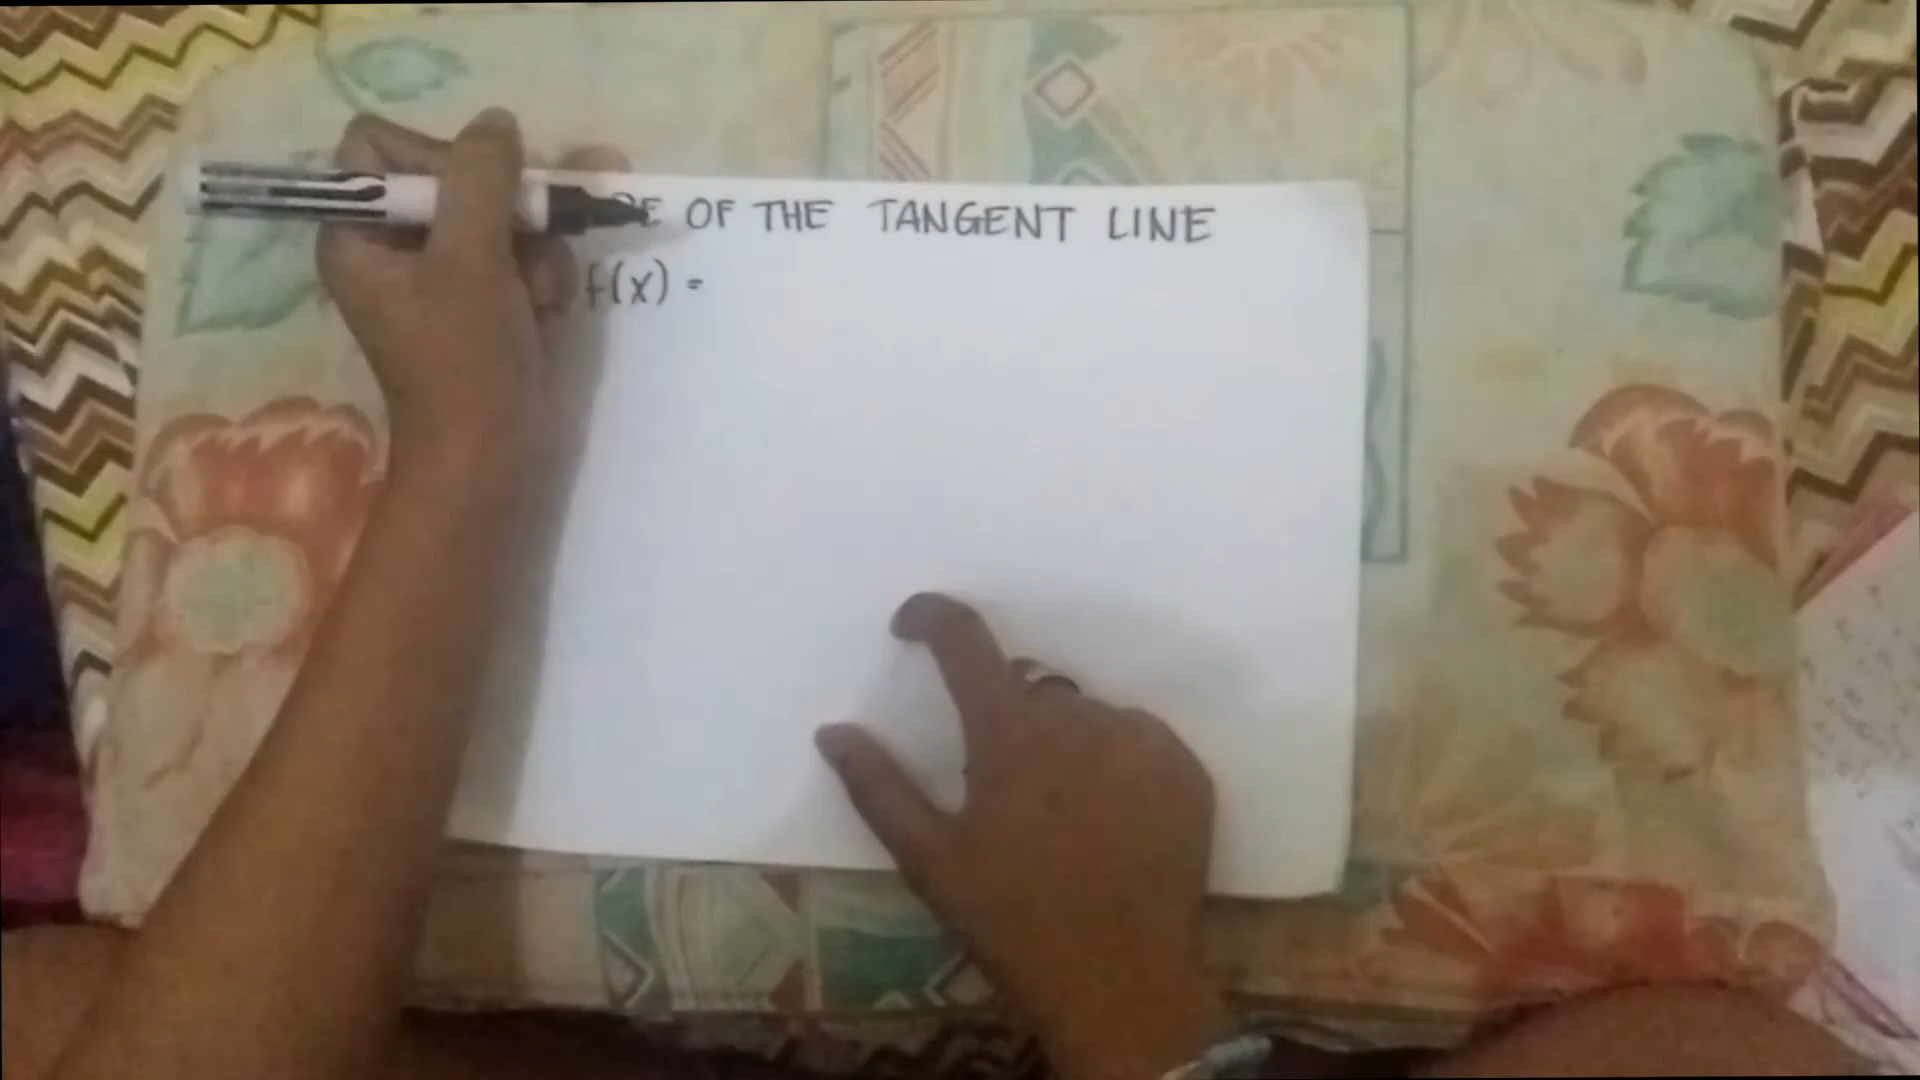 OF THE TANGENT LINE
f(x) =